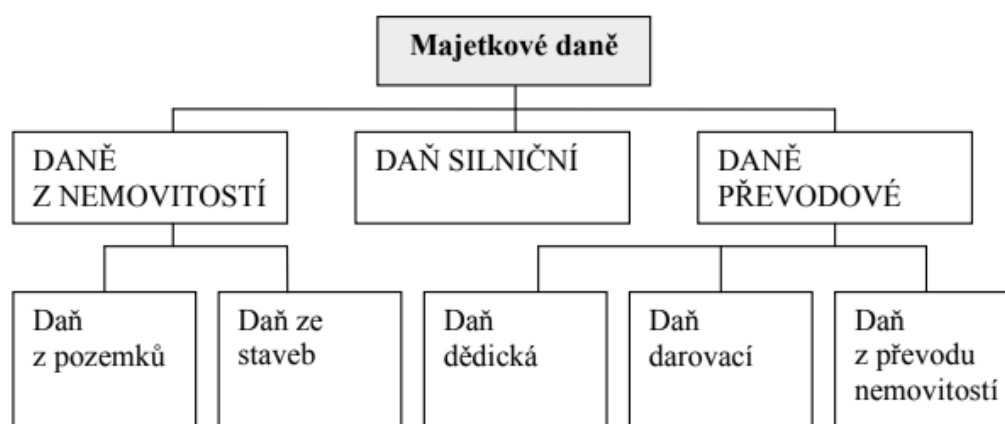 Majetkové daně
DANĚ
Z NEMOVITOSTÍ
DAŇ SILNIČNÍ
DANĚ
PŘEVODOVÉ
Daň
z pozemků
Daň ze
staveb
Daň
dědická
Daň
darovací
Daň
z převodu
nemovitostí